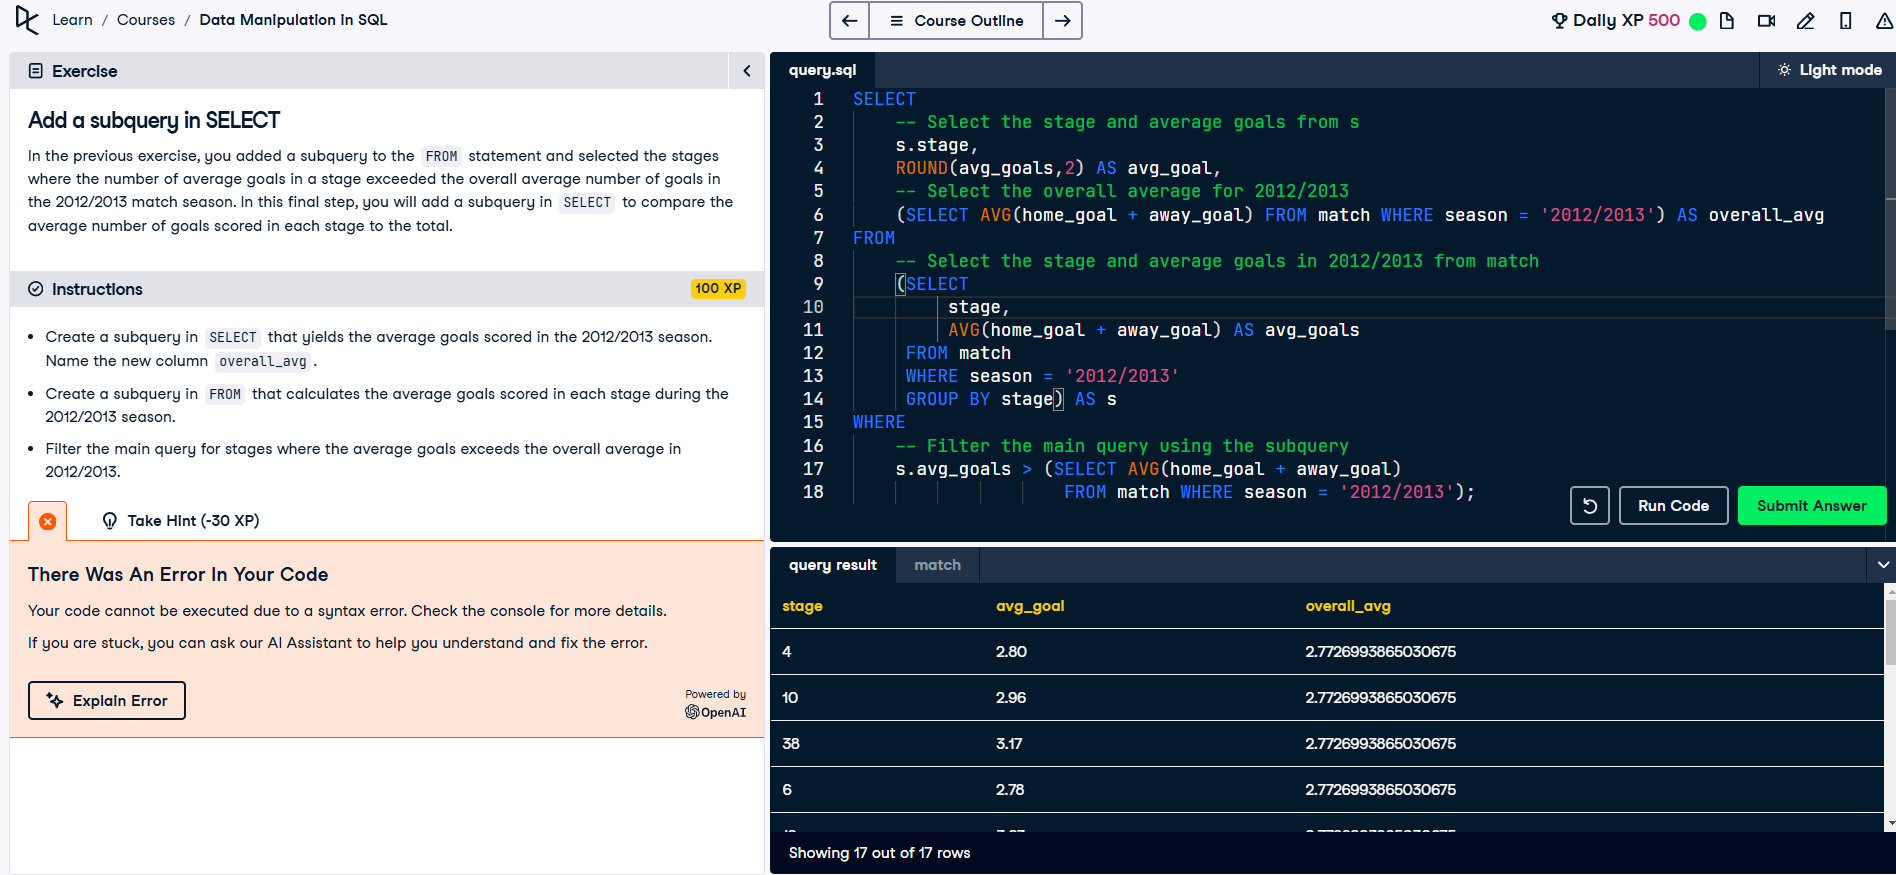 Learn / Courses / Data Manipulation in SQL
Course Outline
Daily XP 500
Exercise
Add a subquery in SELECT
In the previous exercise, you added a subquery to the FROM statement and selected the stages
where the number of average goals in a stage exceeded the overall average number of goals in
the 2012/2013 match season. In this final step, you will add a subquery in SELECT to compare the
average number of goals scored in each stage to the total.
Instructions
100 XP
• Create a subquery in SELECT that yields the average goals scored in the 2012/2013 season.
Name the new column overall_avg.
• Create a subquery in FROM that calculates the average goals scored in each stage during the
2012/2013 season.
• Filter the main query for stages where the average goals exceeds the overall average in
2012/2013.
Take Hint (-30 XP)
There Was An Error In Your Code
Your code cannot be executed due to a syntax error. Check the console for more details.
If you are stuck, you can ask our AI Assistant to help you understand and fix the error.
Explain Error
Powered by
OpenAI
query.sql
Light mode
1 SELECT
2 -- Select the stage and average goals from s
3 s.stage,
4 ROUND(avg_goals,2) AS avg_goal,
5 -- Select the overall average for 2012/2013
6 (SELECT AVG(home_goal + away_goal) FROM match WHERE season = '2012/2013') AS overall_avg
7 FROM
8 -- Select the stage and average goals in 2012/2013 from match
9 (SELECT
10 stage,
11 AVG(home_goal + away_goal) AS avg_goals
12 FROM match
13 WHERE season = '2012/2013'
14 GROUP BY stage) AS s
15 WHERE
16 -- Filter the main query using the subquery
17 s.avg_goals > (SELECT AVG(home_goal + away_goal)
18 FROM match WHERE season = '2012/2013');
Run Code
Submit Answer
query result
match
stage avg_goal overall_avg
4 2.80 2.7726993865030675
10 2.96 2.7726993865030675
38 3.17 2.7726993865030675
6 2.78 2.7726993865030675
Showing 17 out of 17 rows